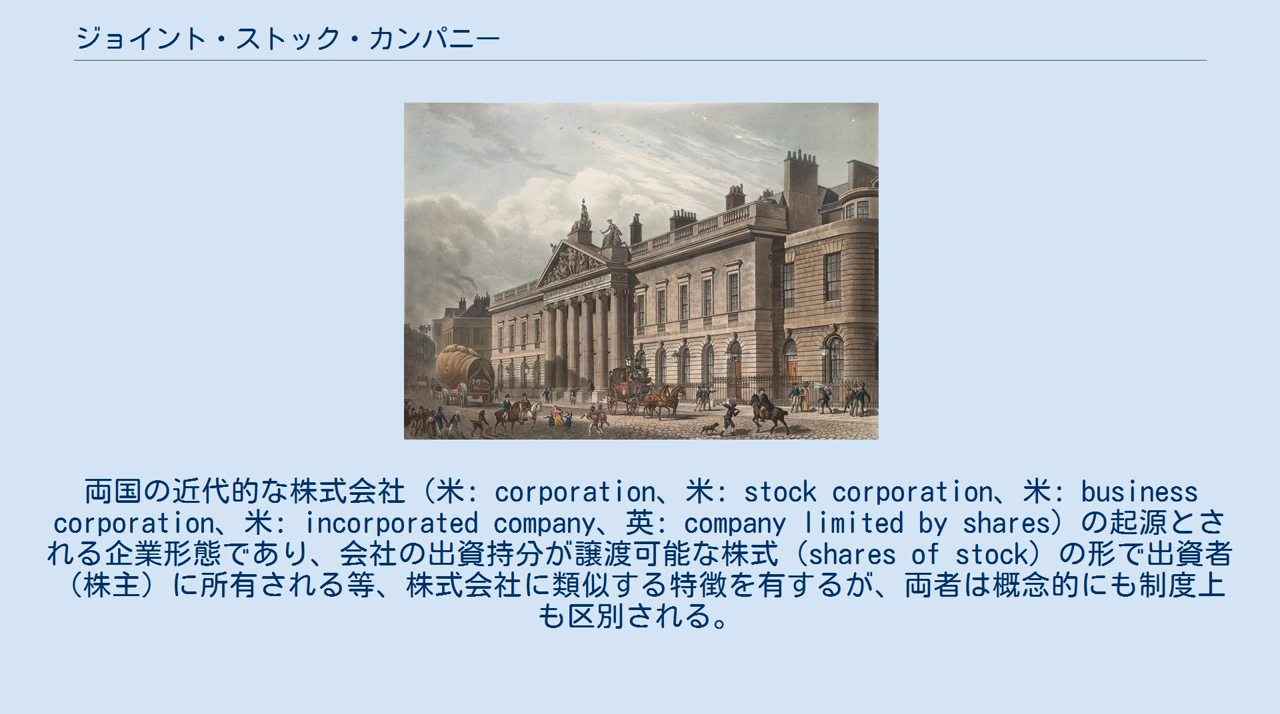 ジョイント・ストック・カンパニー
両国の近代的な株式会社（米: corporation、米: stock corporation、米: business
corporation、米: incorporated company、英: company limited by shares）の起源とさ
れる企業形態であり、会社の出資持分が譲渡可能な株式（shares of stock）の形で出資者
（株主）に所有される等、株式会社に類似する特徴を有するが、両者は概念的にも制度上
も区別される。